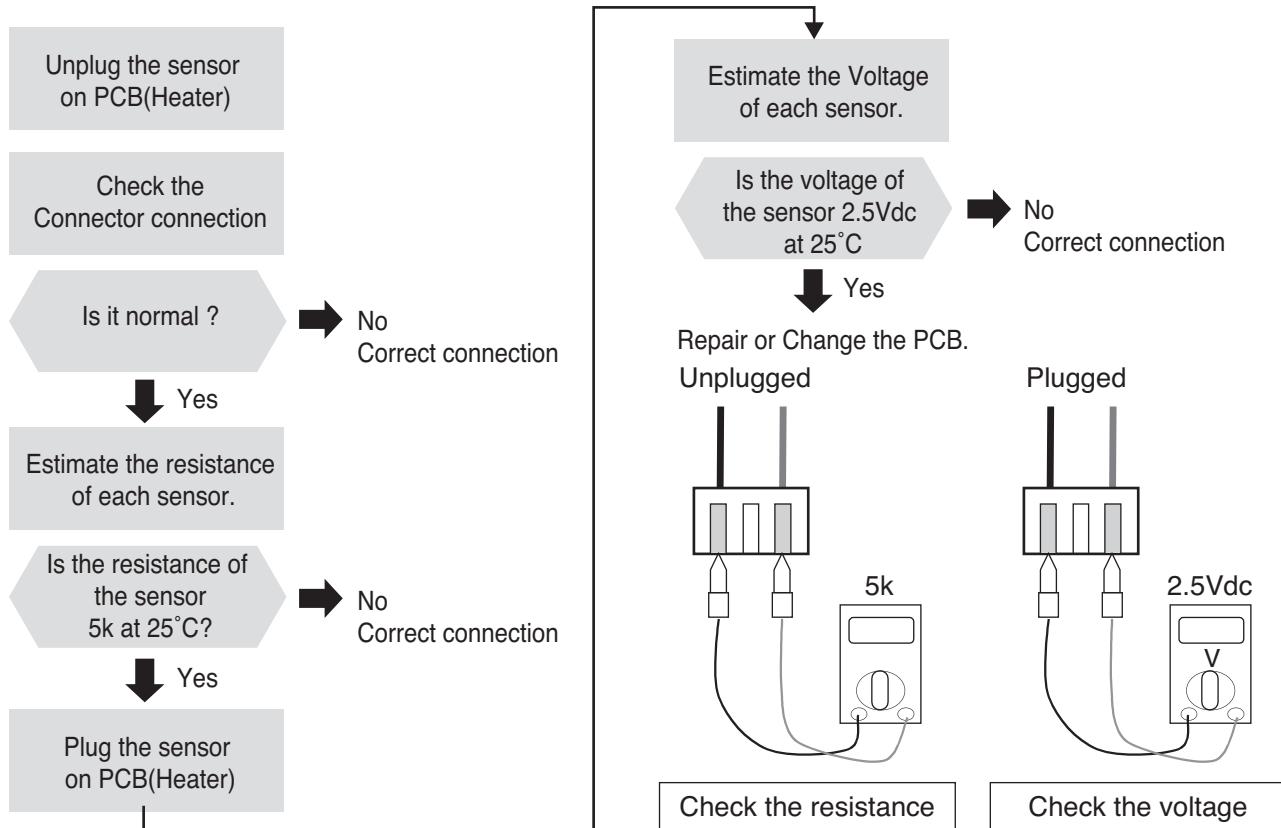 Unplug the sensor
on PCB(Heater)
Check the
Connector connection
Is it normal ?
No
Correct connection
Yes
Estimate the resistance
of each sensor.
Is the resistance of
the sensor
5k at 25˚C?
No
Correct connection
Yes
Plug the sensor
on PCB(Heater)
Estimate the Voltage
of each sensor.
Is the voltage of
the sensor 2.5Vdc
at 25˚C
No
Correct connection
Yes
Repair or Change the PCB.
Unplugged
5k
Check the resistance
Plugged
2.5Vdc
V
Check the voltage